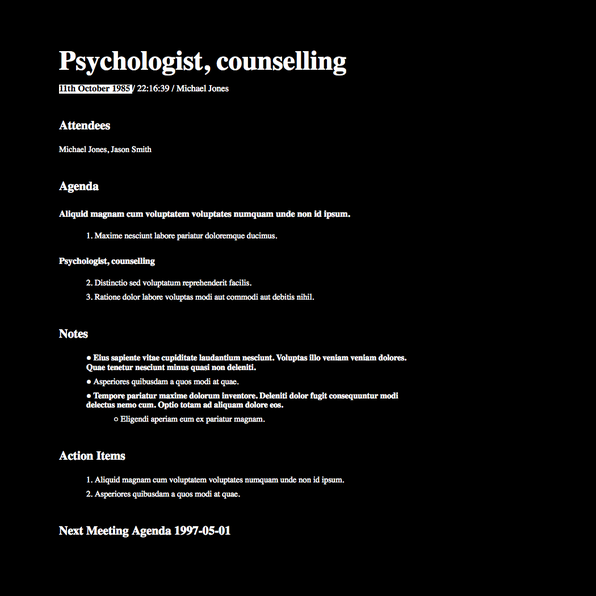 Psychologist, counselling
11th October 1985 / 22:16:39 / Michael Jones
Attendees
Michael Jones, Jason Smith
Agenda
Aliquid magnam cum voluptatem voluptates numquam unde non id ipsum.
1. Maxime nesciunt labore pariatur doloremque ducimus.
Psychologist, counselling
2. Distinctio sed voluptatum reprehenderit facilis.
3. Ratione dolor labore voluptas modi aut commodi aut debitis nihil.
Notes
● Eius sapiente vitae cupiditate laudantium nesciunt. Voluptas illo veniam veniam dolores.
Quae tenetur nesciunt minus quasi non deleniti.
● Asperiores quibusdam a quos modi at quae.
● Tempore pariatur maxime dolorum inventore. Deleniti dolor fugit consequuntur modi
delectus nemo cum. Optio totam ad aliquam dolore eos.
○ Eligendi aperiam eum ex pariatur magnam.
Action Items
1. Aliquid magnam cum voluptatem voluptates numquam unde non id ipsum.
2. Asperiores quibusdam a quos modi at quae.
Next Meeting Agenda 1997-05-01